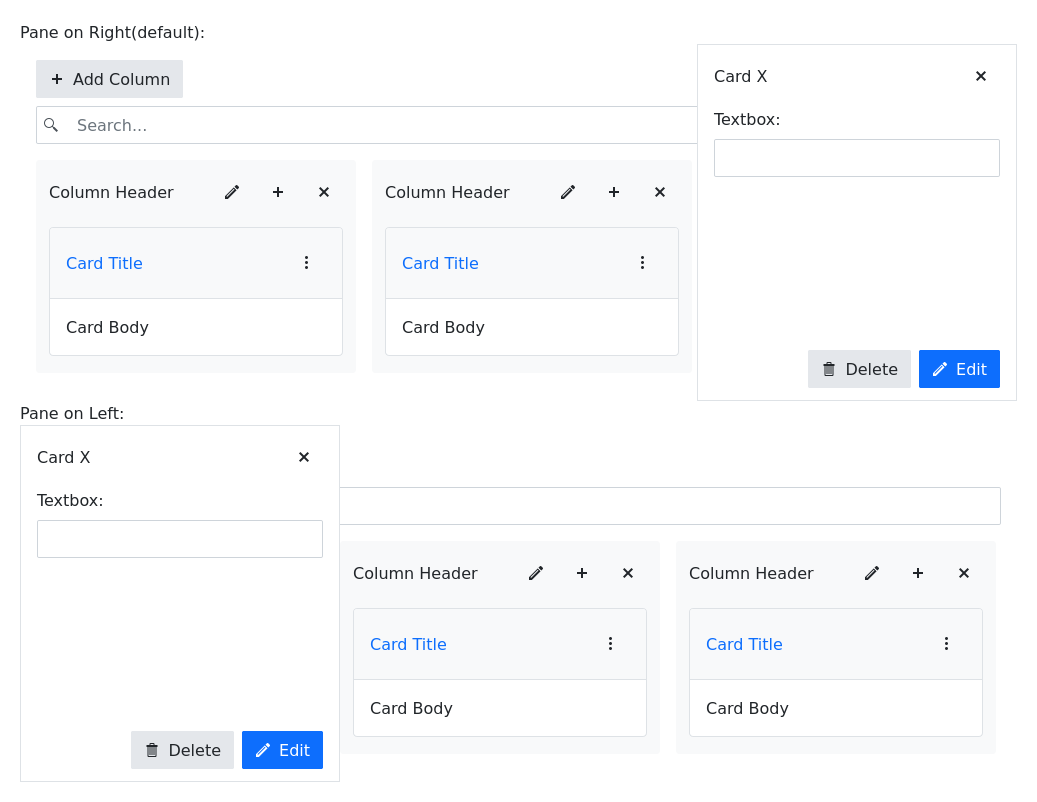 Pane on Right(default):
Add Column
Search...
Column Header
Card Title
Card Body
Column Header
Card Title
Card Body
Card X
Textbox:
Delete
Edit
Pane on Left:
Card X
Textbox:
Delete
Edit
Column Header
Card Title
Card Body
Column Header
Card Title
Card Body